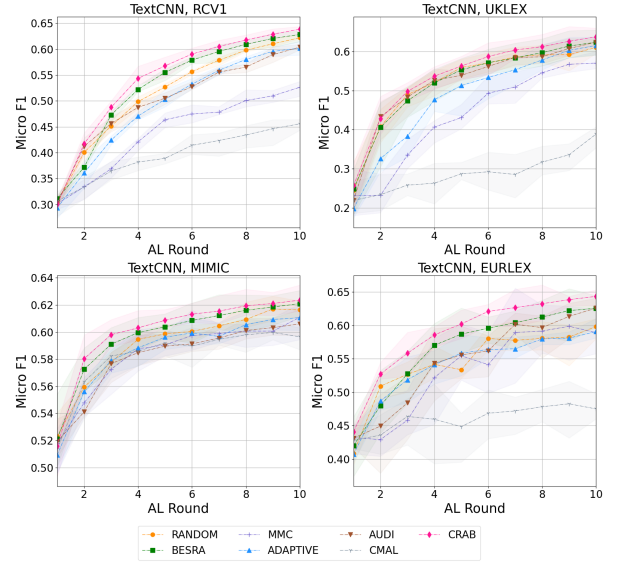 TextCNN, RCV1
0.65
0.60
0.55
0.50
0.45
0.40
0.35
0.30
Micro F1
2 4 6 8 10
AL Round
TextCNN, UKLEX
0.6
0.5
0.4
0.3
0.2
Micro F1
2 4 6 8 10
AL Round
TextCNN, MIMIC
0.64
0.62
0.60
0.58
0.56
0.54
0.52
0.50
Micro F1
2 4 6 8 10
AL Round
TextCNN, EURLEX
0.65
0.60
0.55
0.50
0.45
0.40
Micro F1
2 4 6 8 10
AL Round
RANDOM MMC AUDI CRAB
BESRA ADAPTIVE CMAL